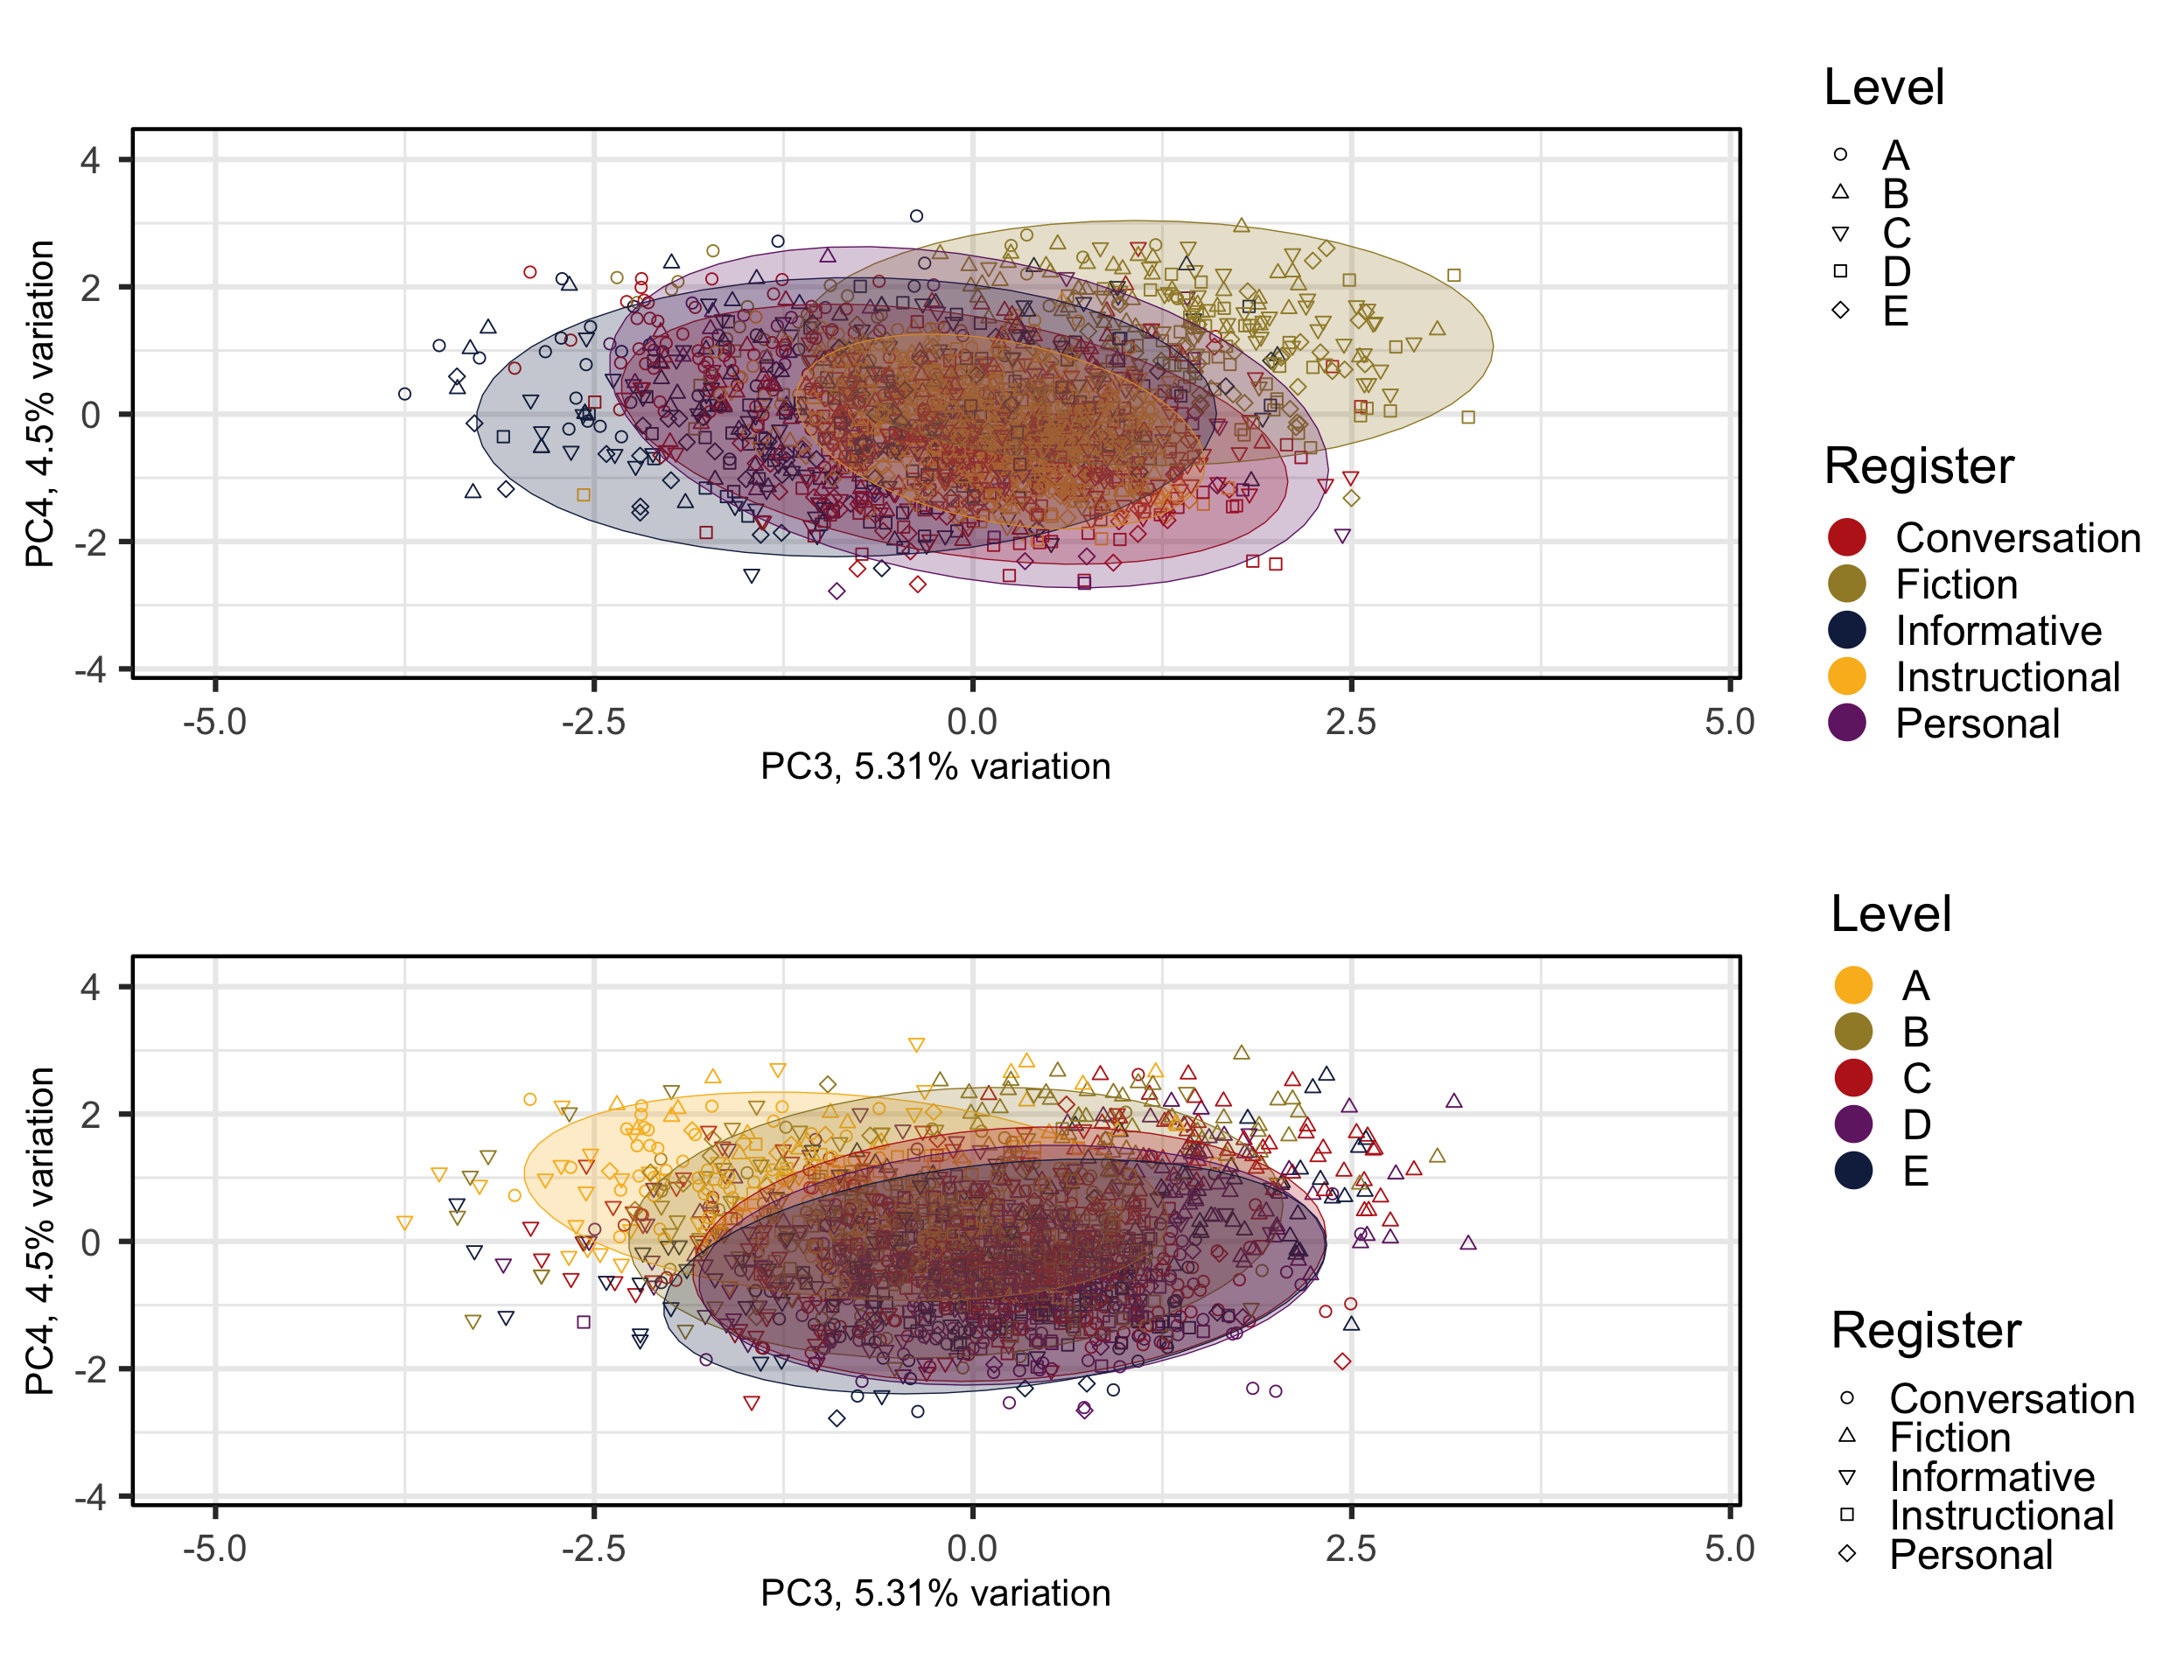 Level
A
B
C
D
E
Register
Conversation
Fiction
Informative
Instructional
Personal
4
2
0
-2
-4
PC4, 4.5% variation
-5.0 -2.5 0.0 2.5 5.0
PC3, 5.31% variation
Level
A
B
C
D
E
Register
Conversation
Fiction
Informative
Instructional
Personal
4
2
0
-2
-4
PC4, 4.5% variation
-5.0 -2.5 0.0 2.5 5.0
PC3, 5.31% variation